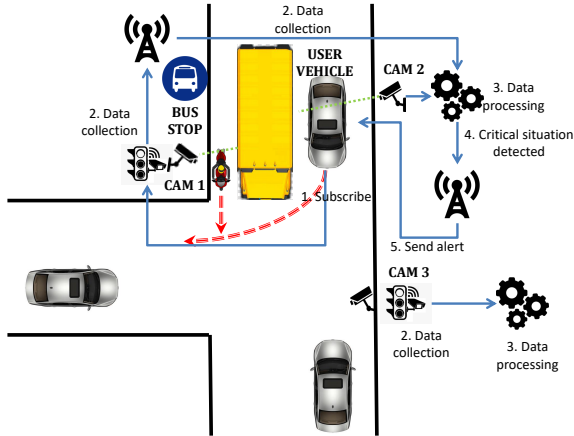 2. Data
collection
USER
VEHICLE
CAM 2
3. Data
processing
BUS
STOP
2. Data
collection
4. Critical situation
detected
CAM 1
1. Subscribe
5. Send alert
CAM 3
2. Data
collection
3. Data
processing